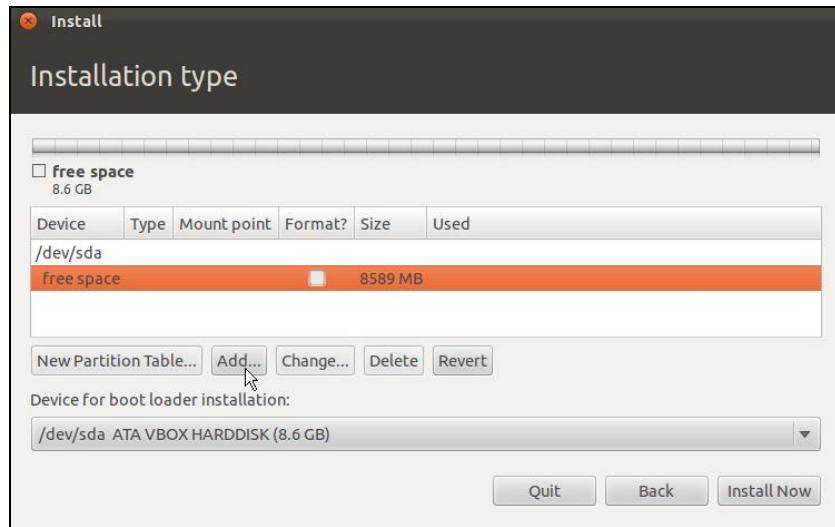 Install
Installation type
free space
8.6 GB
Device Type Mount point Format? Size Used
/dev/sda
free space 8589 MB
New Partition Table... Add... Change... Delete Revert
Device for boot loader installation:
/dev/sda ATA VBOX HARDDISK (8.6 GB)
Quit Back Install Now